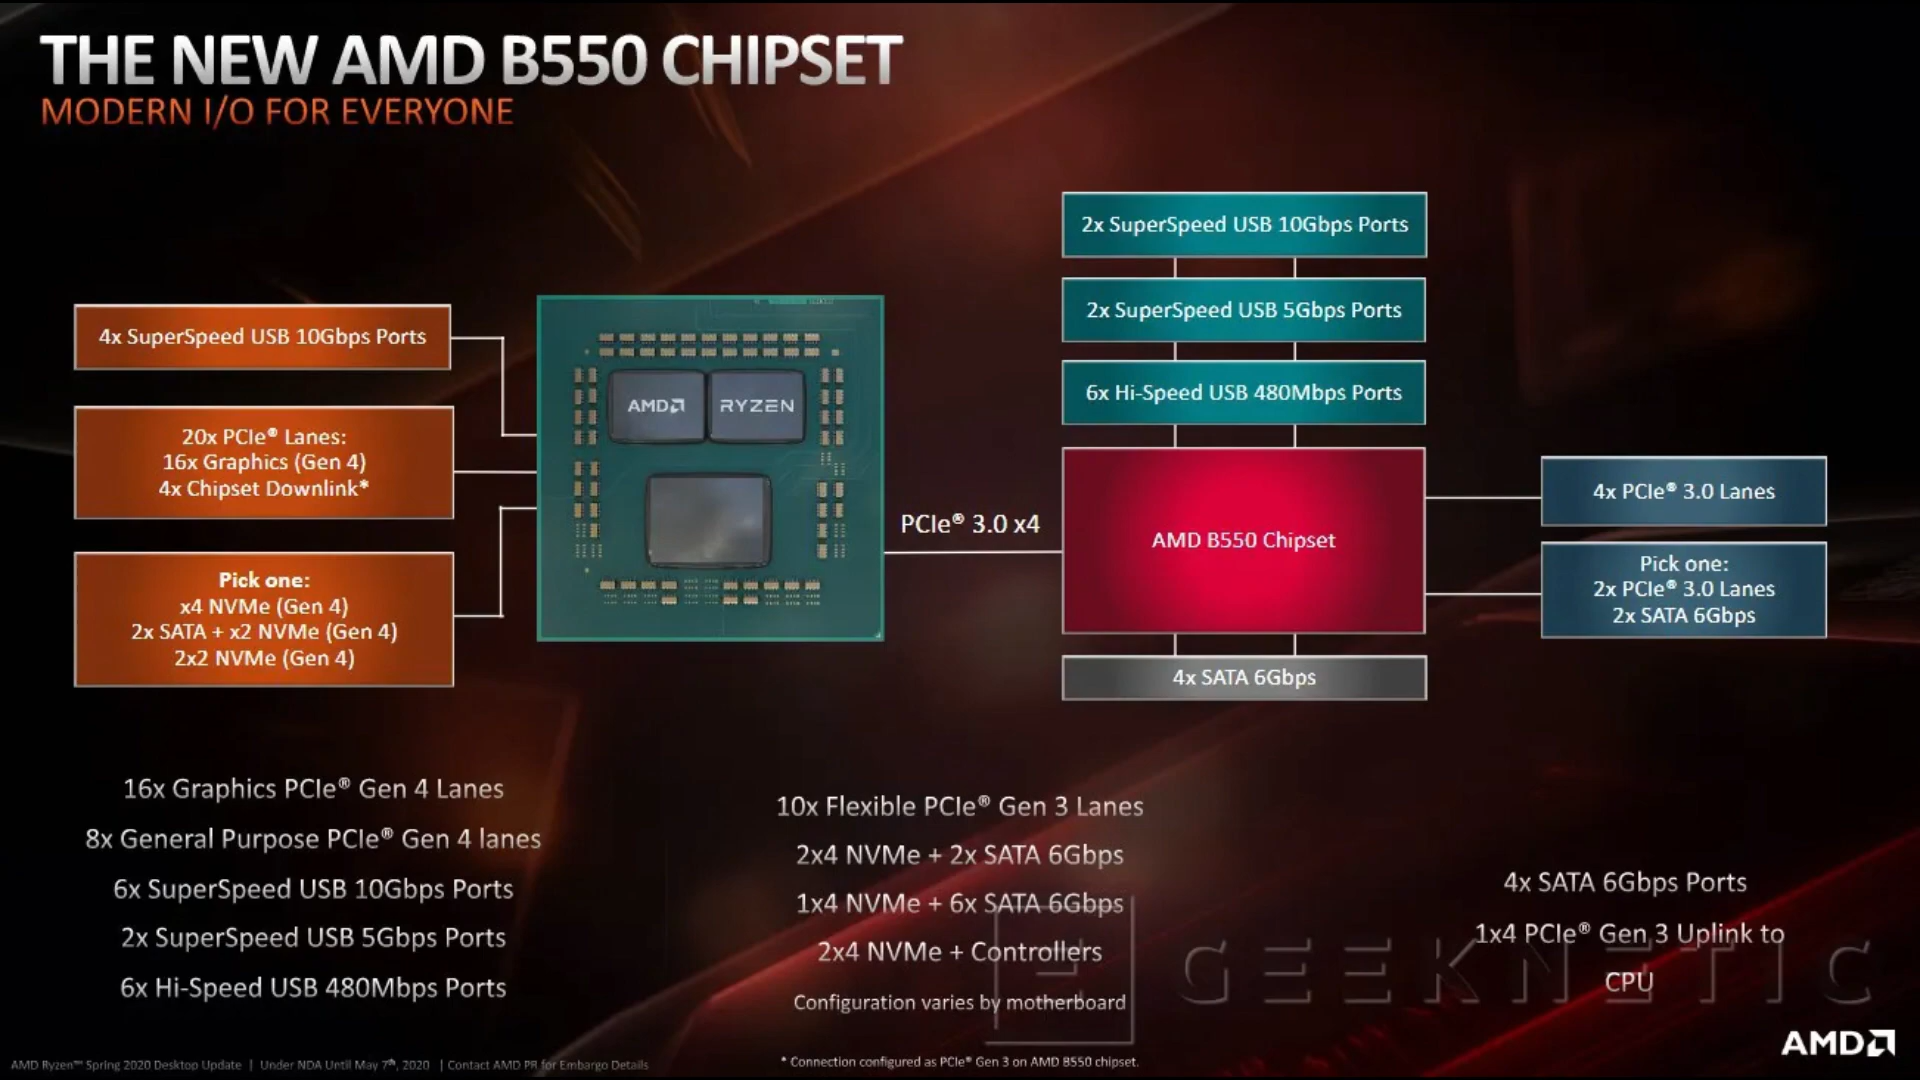 THE NEW AMD B550 CHIPSET
MODERN I/O FOR EVERYONE
4x SuperSpeed USB 10Gbps Ports
20x PCIe® Lanes:
16x Graphics (Gen 4)
4x Chipset Downlink*
Pick one:
x4 NVMe (Gen 4)
2x SATA + x2 NVMe (Gen 4)
2x2 NVMe (Gen 4)
AMD
RYZEN
PCIe® 3.0 x4
2x SuperSpeed USB 10Gbps Ports
2x SuperSpeed USB 5Gbps Ports
6x Hi-Speed USB 480Mbps Ports
AMD B550 Chipset
4x SATA 6Gbps
4x PCIe® 3.0 Lanes
Pick one:
2x PCIe® 3.0 Lanes
2x SATA 6Gbps
16x Graphics PCIe® Gen 4 Lanes
8x General Purpose PCIe® Gen 4 lanes
6x SuperSpeed USB 10Gbps Ports
2x SuperSpeed USB 5Gbps Ports
6x Hi-Speed USB 480Mbps Ports
10x Flexible PCIe® Gen 3 Lanes
2x4 NVMe + 2x SATA 6Gbps
1x4 NVMe + 6x SATA 6Gbps
2x4 NVMe + Controllers
Configuration varies by motherboard
4x SATA 6Gbps Ports
1x4 PCIe® Gen 3 Uplink to
CPU
GEEKNETIC
AMD
AMD Ryzen™ Spring 2020 Desktop Update | Under NDA Until May 7th, 2020 | Contact AMD PR for Embargo Details
* Connection configured as PCIe® Gen 3 on AMD B550 chipset.